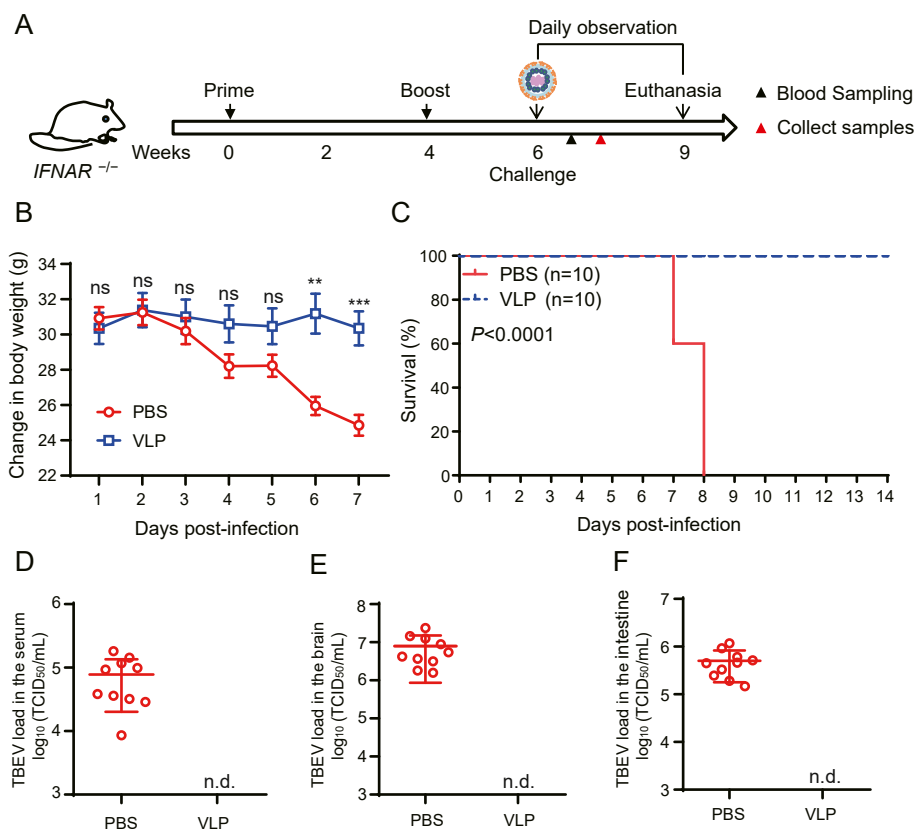 A
Daily observation
Prime
Boost
Euthanasia
Blood Sampling
Collect samples
IFNAR −/−
Weeks 0 2 4 6 9
Challenge
B
Change in body weight (g)
34
32
30
28
26
24
22
ns ns ns ns ns ** ***
PBS
VLP
1 2 3 4 5 6 7
Days post-infection
C
Survival (%)
100
80
60
40
20
0
PBS (n=10)
VLP (n=10)
P<0.0001
0 1 2 3 4 5 6 7 8 9 10 11 12 13 14
Days post-infection
D
TBEV load in the serum
log₁₀ (TCID₅₀/mL)
6
5
4
3
n.d.
PBS VLP
E
TBEV load in the brain
log₁₀ (TCID₅₀/mL)
8
7
6
5
4
3
n.d.
PBS VLP
F
TBEV load in the intestine
log₁₀ (TCID₅₀/mL)
7
6
5
4
3
n.d.
PBS VLP